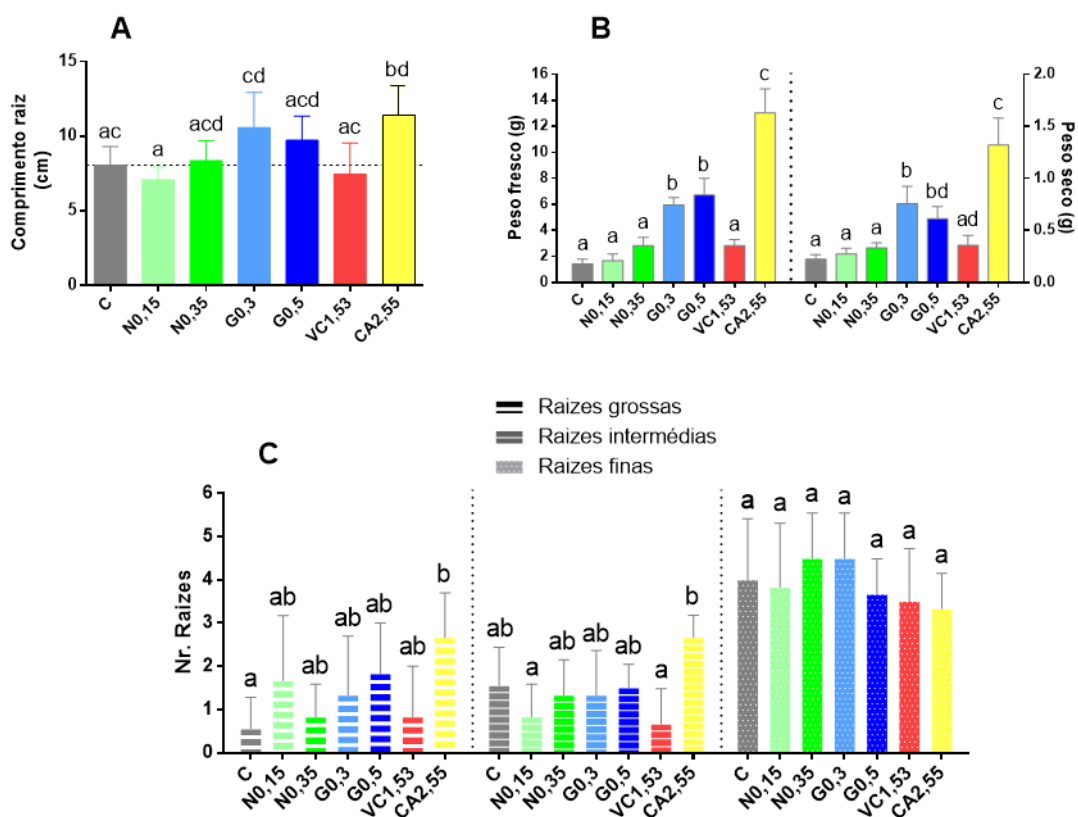 A
Comprimento raiz
(cm)
15
10
5
0
ac
a
acd
cd
acd
ac
bd
C
N0,15
N0,35
G0,3
G0,5
VC1,53
CA2,55
B
Peso fresco (g)
16
14
12
10
8
6
4
2
0
a
a
a
b
b
a
c
a
a
a
b
bd
ad
c
C
N0,15
N0,35
G0,3
G0,5
VC1,53
CA2,55
C
N0,15
N0,35
G0,3
G0,5
VC1,53
CA2,55
2.0
1.5
1.0
0.5
0.0
Peso seco (g)
Raizes grossas
Raizes intermédias
Raizes finas
C
Nr. Raizes
6
5
4
3
2
1
0
a
ab
ab
ab
ab
ab
b
ab
a
ab
ab
ab
a
b
a
a
a
a
a
a
a
C
N0,15
N0,35
G0,3
G0,5
VC1,53
CA2,55
C
N0,15
N0,35
G0,3
G0,5
VC1,53
CA2,55
C
N0,15
N0,35
G0,3
G0,5
VC1,53
CA2,55